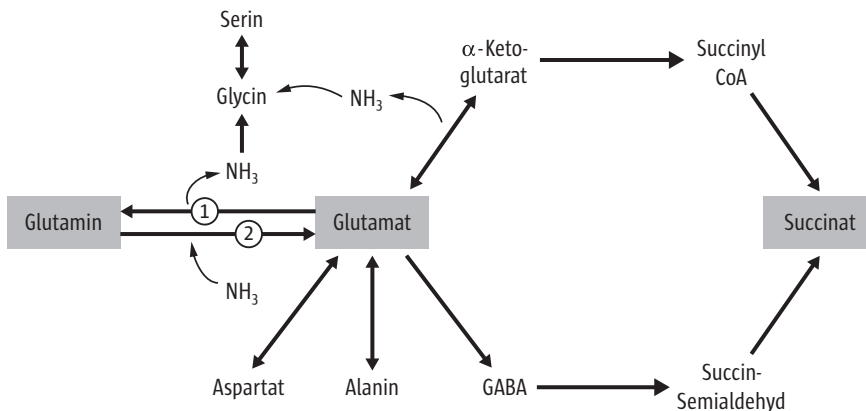 Serin
α-Keto-
glutarat
Succinyl
CoA
Glycin
NH₃
NH₃
Glutamin
1
2
Glutamat
Succinat
NH₃
Aspartat
Alanin
GABA
Succin-
Semialdehyd